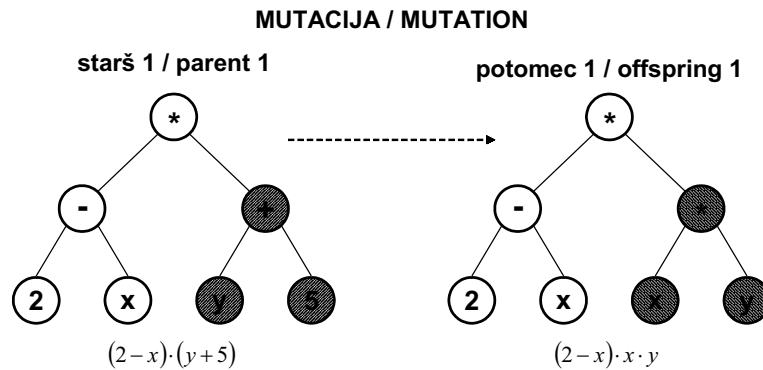 MUTACIJA / MUTATION
starš 1 / parent 1
potomec 1 / offspring 1
* *
- + - *
2 x y 5 2 x x y
(2−x)·(y+5) (2−x)·x·y